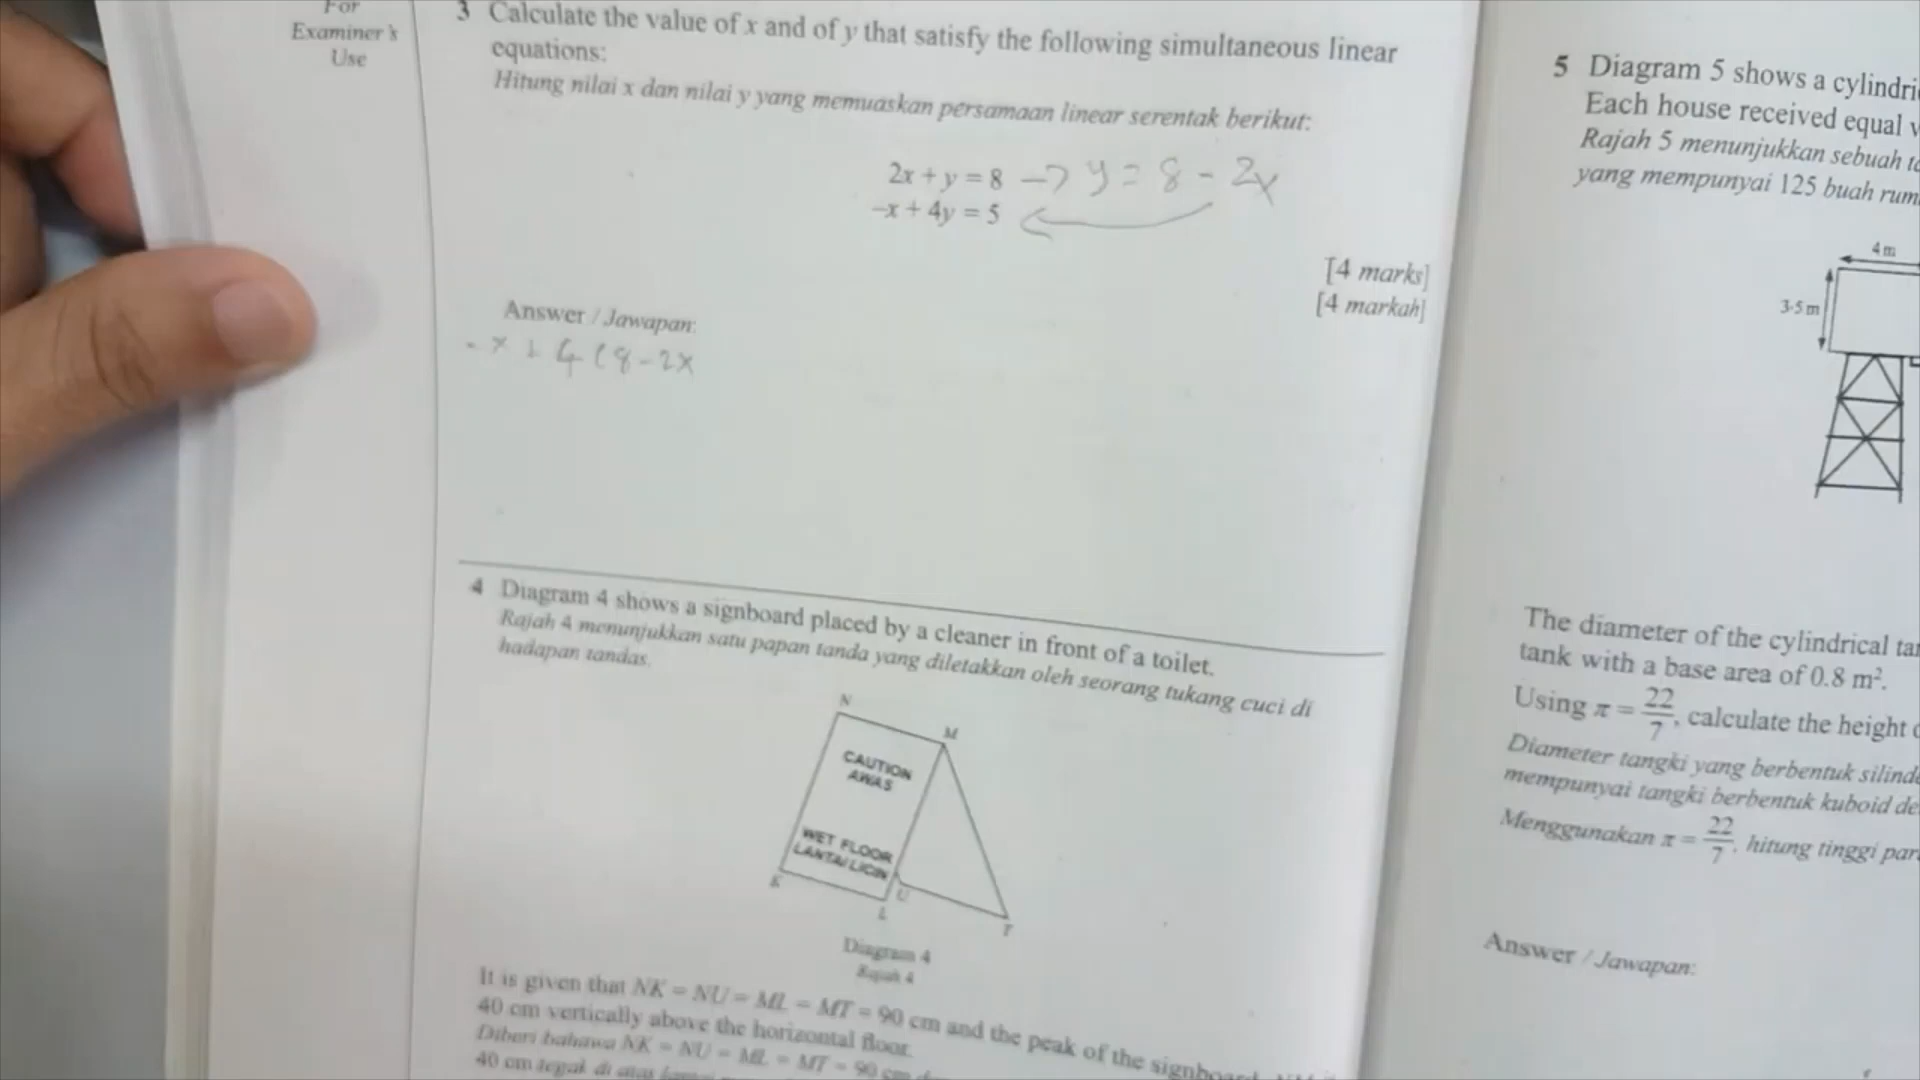 For
Examiner's
Use
3 Calculate the value of x and of y that satisfy the following simultaneous linear
equations:
Hitung nilai x dan nilai y yang memuaskan persamaan linear serentak berikut:
2x + y = 8 → y = 8 - 2x
-x + 4y = 5
[4 marks]
[4 markah]
Answer / Jawapan:
- x + 4 (8 - 2x
4 Diagram 4 shows a signboard placed by a cleaner in front of a toilet.
Rajah 4 menunjukkan satu papan tanda yang diletakkan oleh seorang tukang cuci di
hadapan tandas.
N
M
CAUTION
AWAS
WET FLOOR
LANTAI LICIN
K
L
U
T
Diagram 4
Rajah 4
It is given that NK = NU = ML = MT = 90 cm and the peak of the signboard,
40 cm vertically above the horizontal floor.
Diberi bahawa NK = NU = ML = MT = 90 cm
40 cm tegak di atas
5 Diagram 5 shows a cylindri
Each house received equal v
Rajah 5 menunjukkan sebuah ta
yang mempunyai 125 buah rum
4 m
3·5 m
The diameter of the cylindrical tan
tank with a base area of 0.8 m².
Using π = 22/7, calculate the height o
Diameter tangki yang berbentuk silinde
mempunyai tangki berbentuk kuboid de
Menggunakan π = 22/7, hitung tinggi par
Answer / Jawapan: